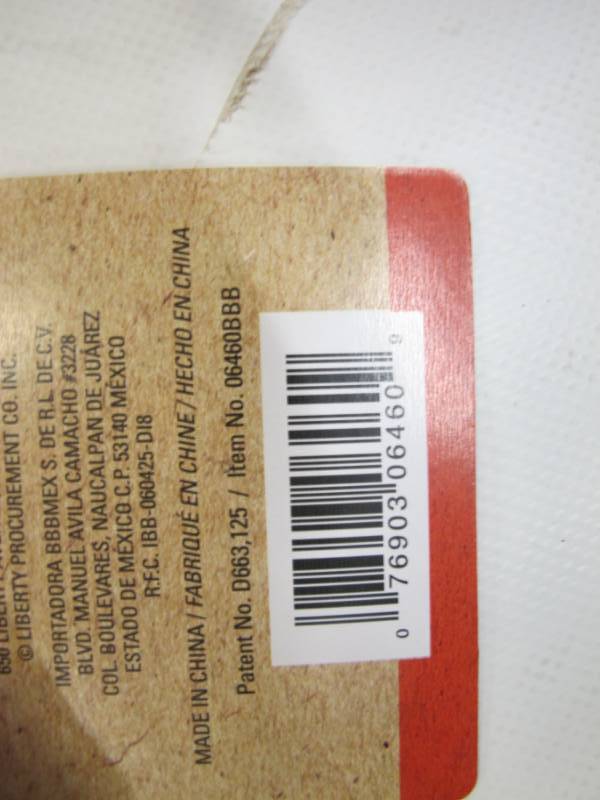 © LIBERTY PROCUREMENT CO. INC.
IMPORTADORA BBBMEX S. DE R.L. DE C.V.
BLVD. MANUEL AVILA CAMACHO #3228
COL. BOULEVARES, NAUCALPAN DE JUÁREZ
ESTADO DE MÉXICO C.P. 53140 MÉXICO
R.F.C. IBB-060425-DI8
MADE IN CHINA / FABRIQUÉ EN CHINE / HECHO EN CHINA
Patent No. D663,125 / Item No. 06460BBB
0 76903 06460 9